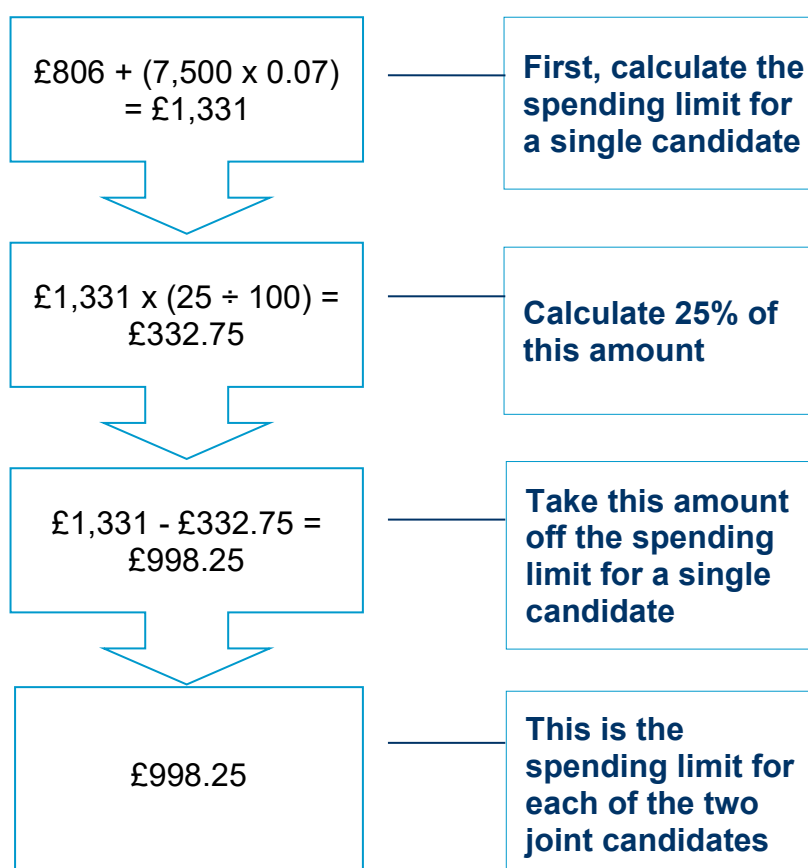 £806 + (7,500 x 0.07)
= £1,331
First, calculate the
spending limit for
a single candidate
£1,331 x (25 ÷ 100) =
£332.75
Calculate 25% of
this amount
£1,331 - £332.75 =
£998.25
Take this amount
off the spending
limit for a single
candidate
£998.25
This is the
spending limit for
each of the two
joint candidates